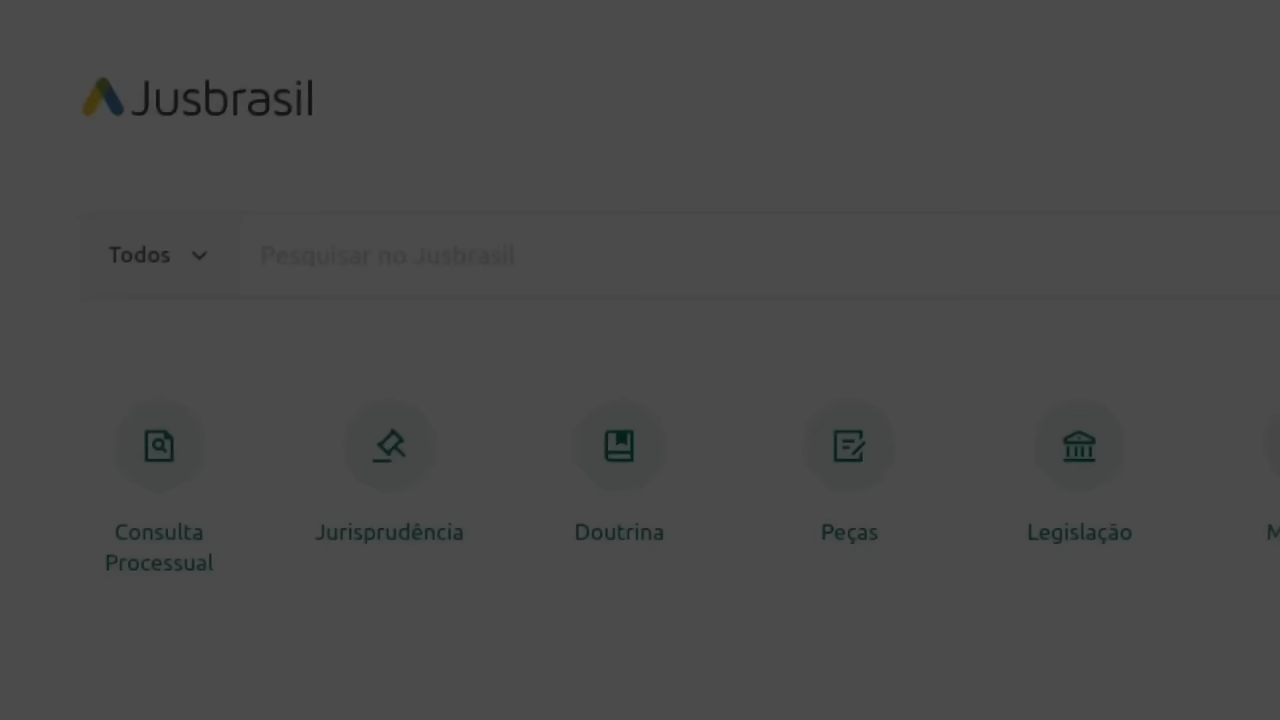 Jusbrasil
Todos Pesquisar no Jusbrasil
Consulta Jurisprudência Doutrina Peças Legislação M
Processual